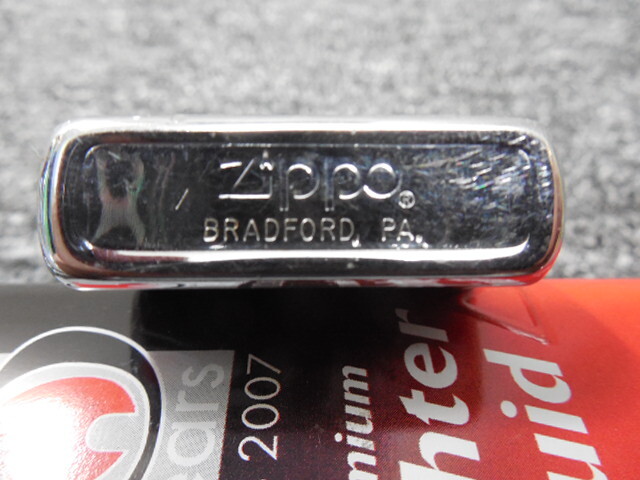 Zippo®
BRADFORD, PA.
ears
2007
mium
hter
uid